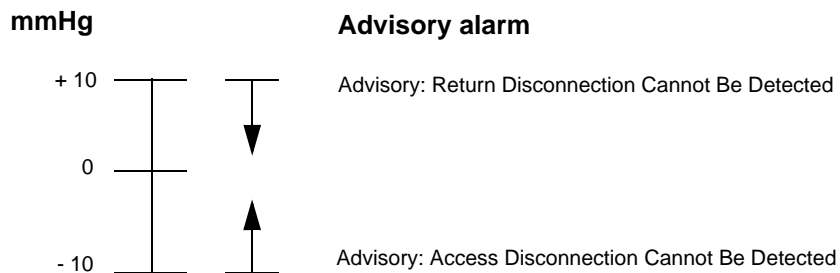 mmHg Advisory alarm
+ 10 Advisory: Return Disconnection Cannot Be Detected
0
- 10 Advisory: Access Disconnection Cannot Be Detected